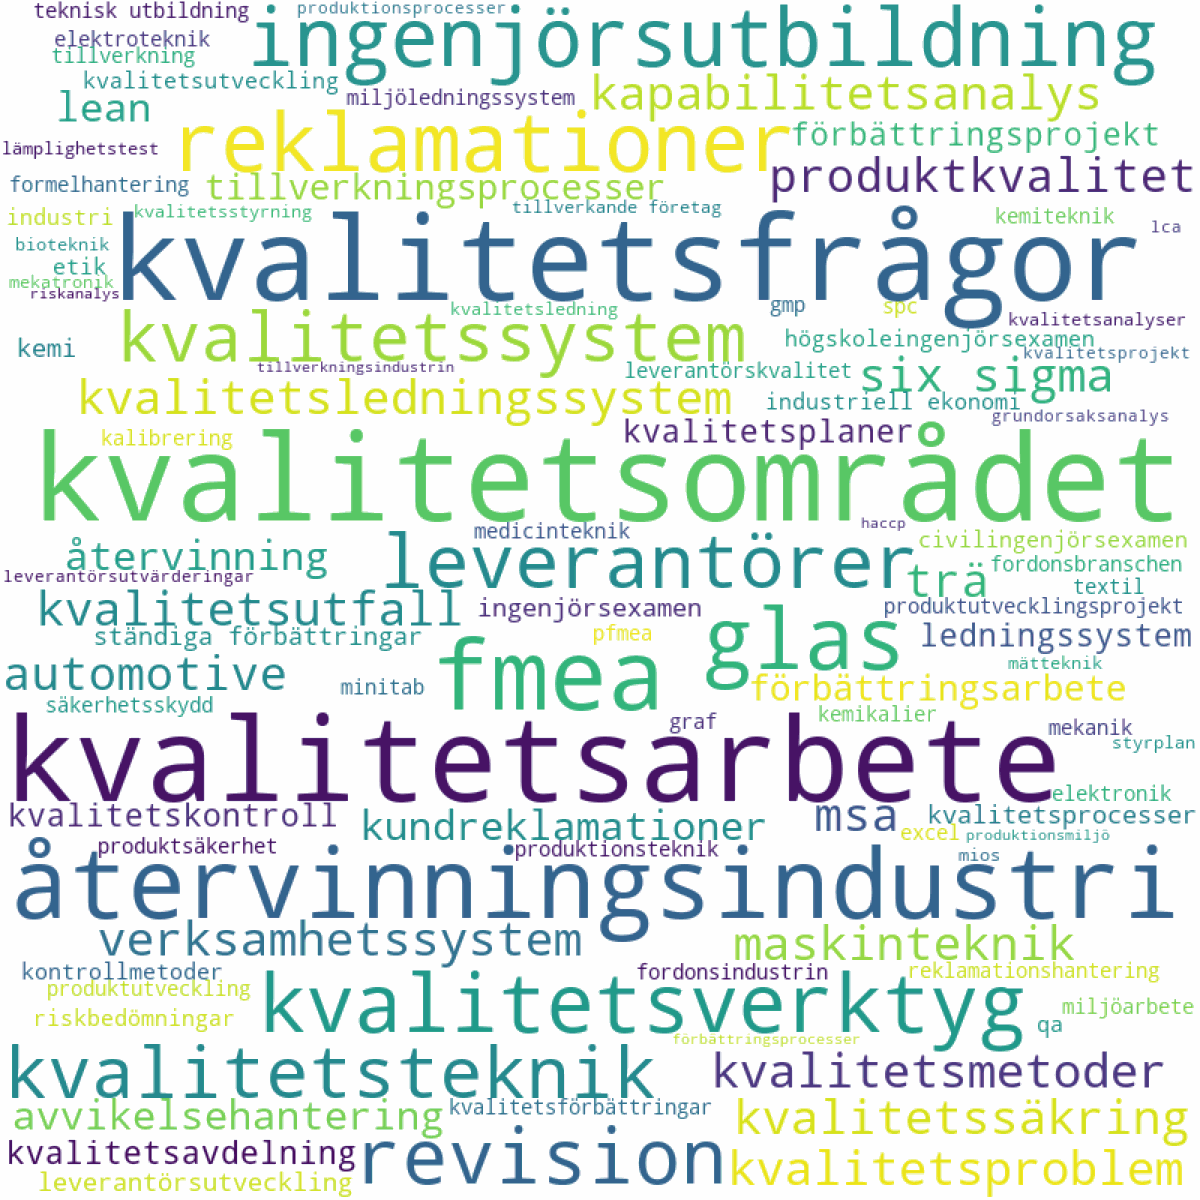 teknisk utbildning
produktionsprocesser
ingenjörsutbildning
elektroteknik
tillverkning
kvalitetsutveckling
lean
miljöledningssystem
kapabilitetsanalys
reklamationer
förbättringsprojekt
lämplighetstest
produktkvalitet
formelhantering
tillverkningsprocesser
industri
kvalitetsstyrning
tillverkande företag
kemiteknik
lca
bioteknik
kvalitetsfrågor
etik
mekatronik
riskanalys
kvalitetsledning
gmp
spc
kvalitetsanalyser
kvalitetssystem
högskoleingenjörsexamen
kemi
kvalitetsprojekt
tillverkningsindustrin
leverantörskvalitet
six sigma
kvalitetsledningssystem
industriell ekonomi
grundorsaksanalys
kalibrering
kvalitetsplaner
kvalitetsområdet
medicinteknik
haccp
civilingenjörsexamen
återvinning
leverantörer
fordonsbranschen
leverantörsutvärderingar
trä
textil
kvalitetsutfall
ingenjörsexamen
produktutvecklingsprojekt
ständiga förbättringar
pfmea
glas
ledningssystem
fmea
mätteknik
automotive
minitab
förbättringsarbete
säkerhetsskydd
graf
kemikalier
mekanik
styrplan
kvalitetsarbete
elektronik
kvalitetskontroll
kundreklamationer
msa
kvalitetsprocesser
excel
produktionsmiljö
produktsäkerhet
produktionsteknik
mios
återvinningsindustri
verksamhetssystem
maskinteknik
kontrollmetoder
fordonsindustrin
reklamationshantering
produktutveckling
kvalitetsverktyg
miljöarbete
riskbedömningar
qa
förbättringsprocesser
kvalitetsteknik
kvalitetsmetoder
avvikelsehantering
kvalitetsförbättringar
kvalitetssäkring
kvalitetsavdelning
revision
kvalitetsproblem
leverantörsutveckling